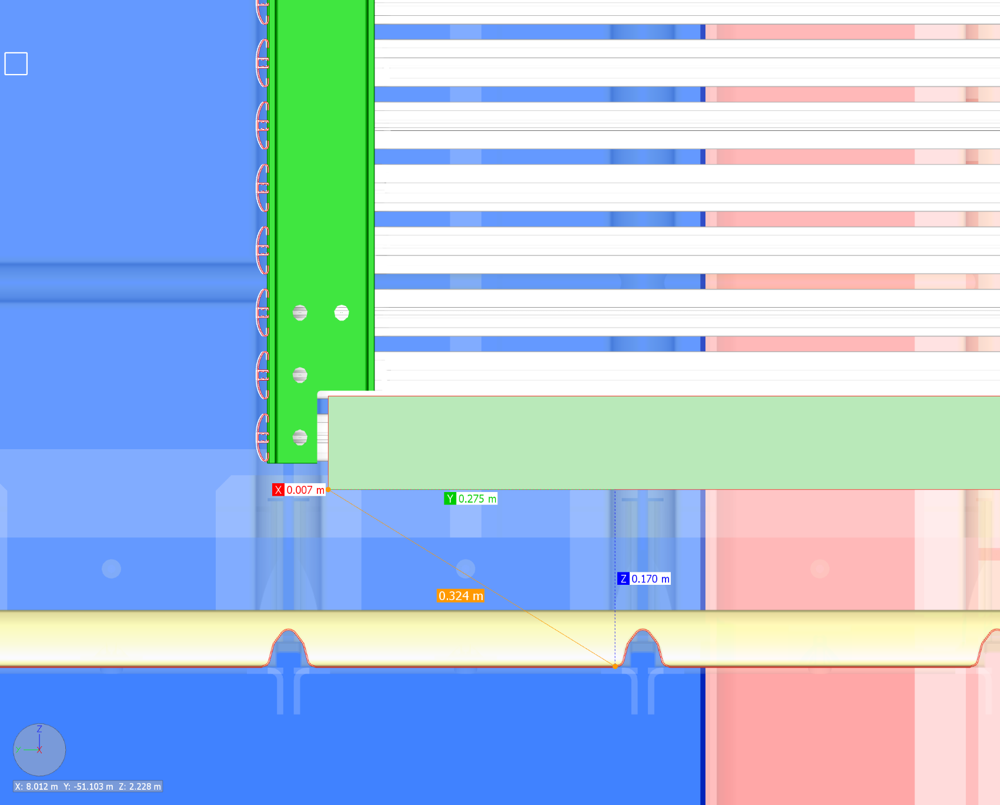 X 0.007 m
Y 0.275 m
Z 0.170 m
0.324 m
Z
Y X
X: 8.012 m Y: -51.103 m Z: 2.228 m